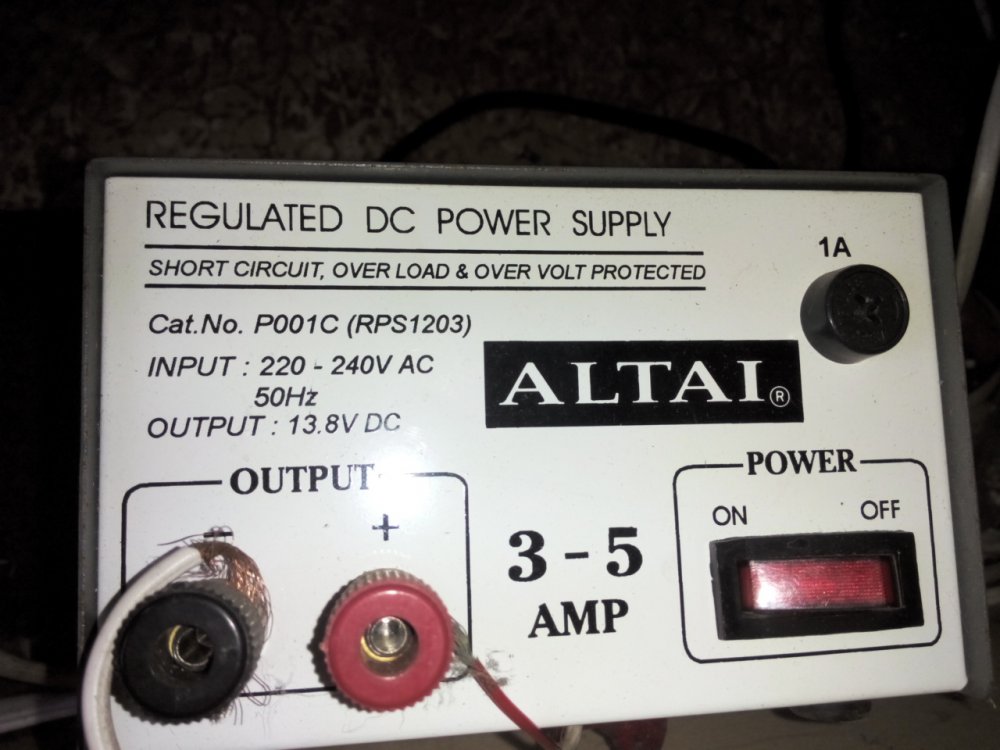 REGULATED DC POWER SUPPLY
SHORT CIRCUIT, OVER LOAD & OVER VOLT PROTECTED
1A
Cat.No. P001C (RPS1203)
INPUT : 220 - 240V AC
50Hz
OUTPUT : 13.8V DC
ALTAI®
OUTPUT
+
3 - 5
AMP
POWER
ON OFF